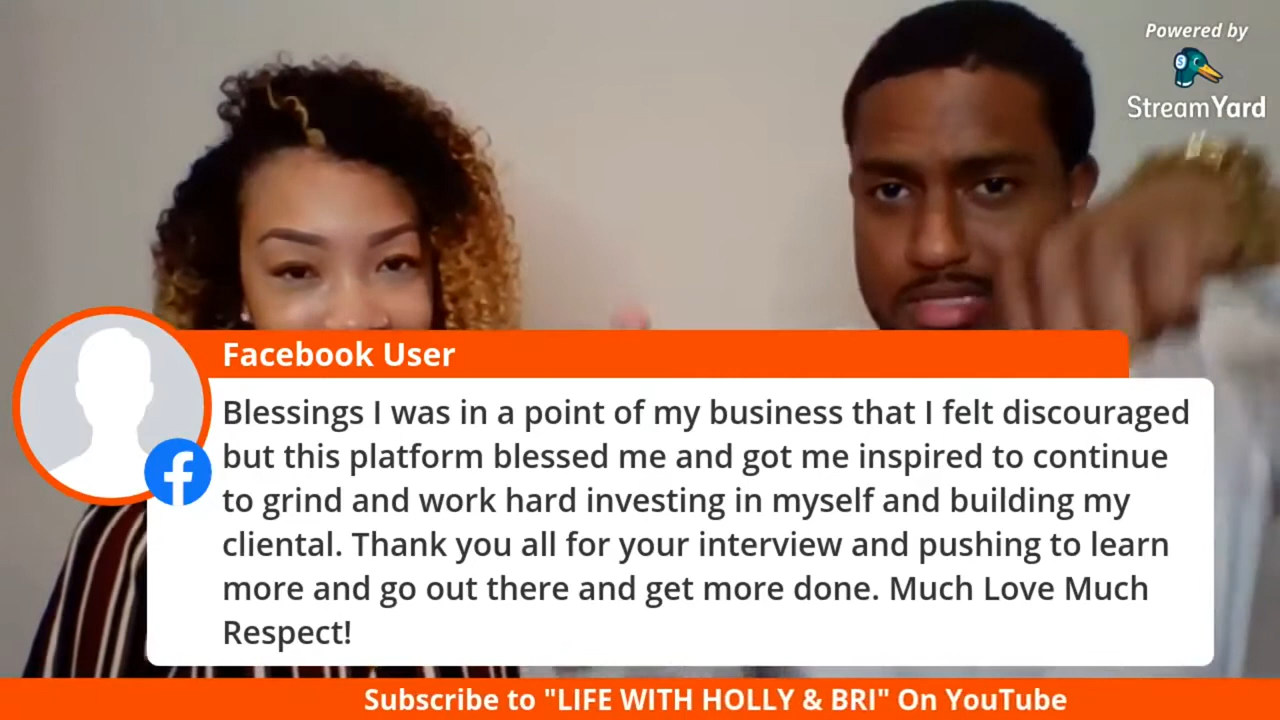 Powered by
StreamYard
Facebook User
Blessings I was in a point of my business that I felt discouraged
but this platform blessed me and got me inspired to continue
to grind and work hard investing in myself and building my
cliental. Thank you all for your interview and pushing to learn
more and go out there and get more done. Much Love Much
Respect!
Subscribe to "LIFE WITH HOLLY & BRI" On YouTube